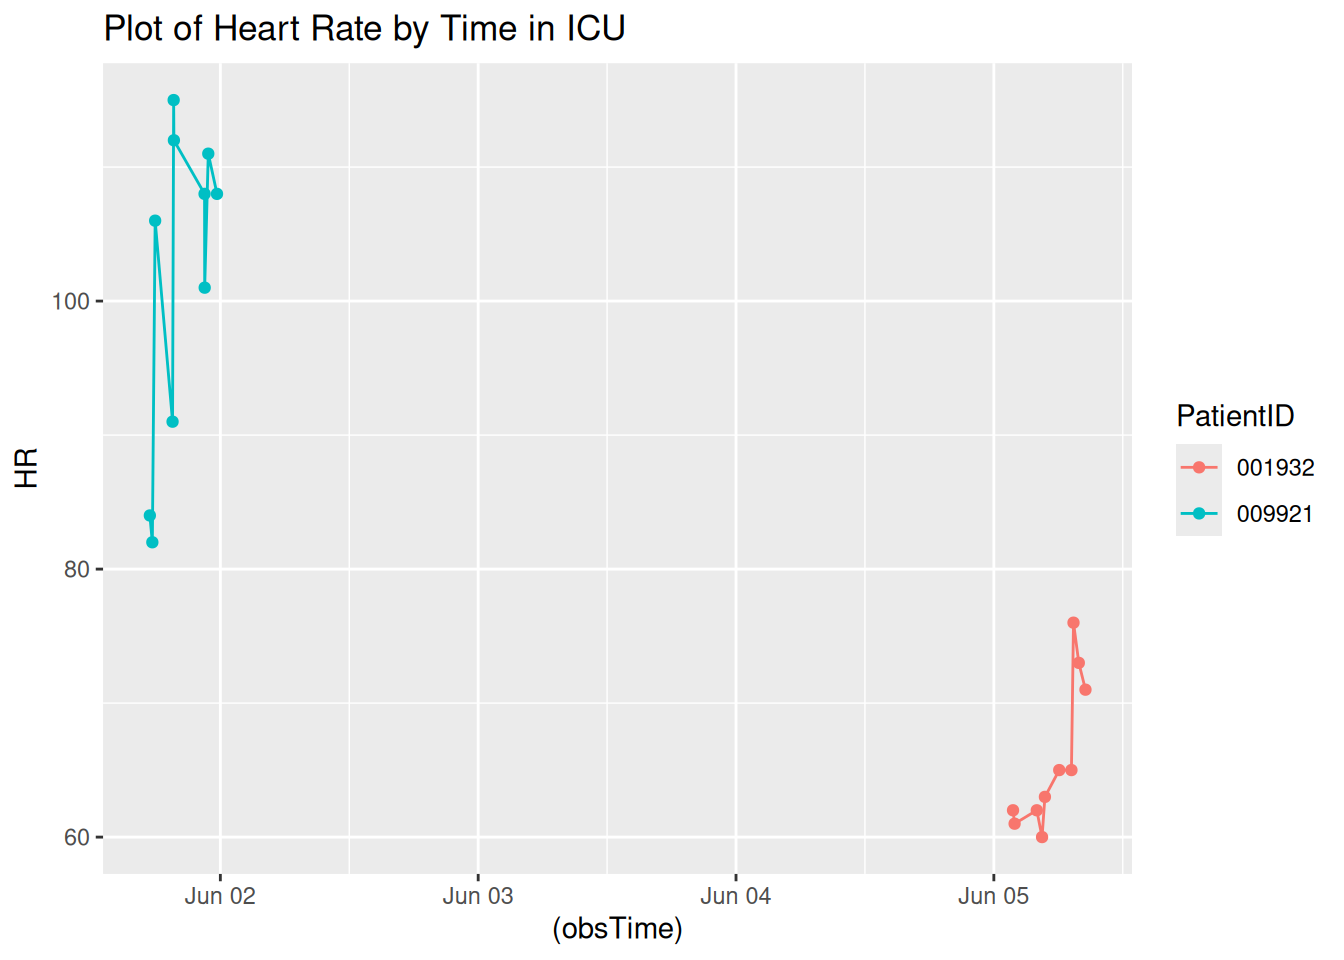 Plot of Heart Rate by Time in ICU
HR
100
80
60
Jun 02 Jun 03 Jun 04 Jun 05
(obsTime)
PatientID
001932
009921